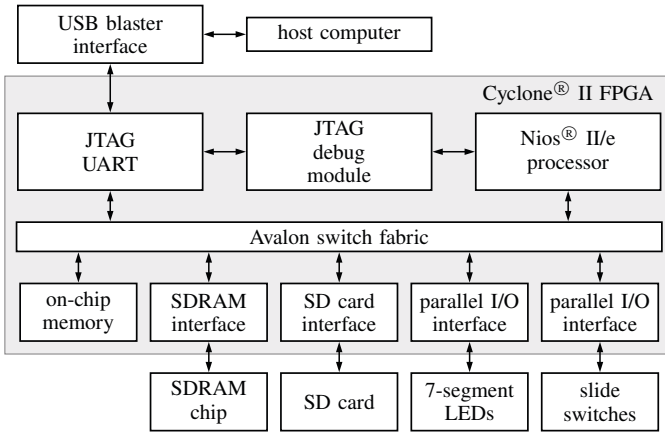 USB blaster
interface
host computer
Cyclone® II FPGA
JTAG
UART
JTAG
debug
module
Nios® II/e
processor
Avalon switch fabric
on-chip
memory
SDRAM
interface
SD card
interface
parallel I/O
interface
parallel I/O
interface
SDRAM
chip
SD card
7-segment
LEDs
slide
switches